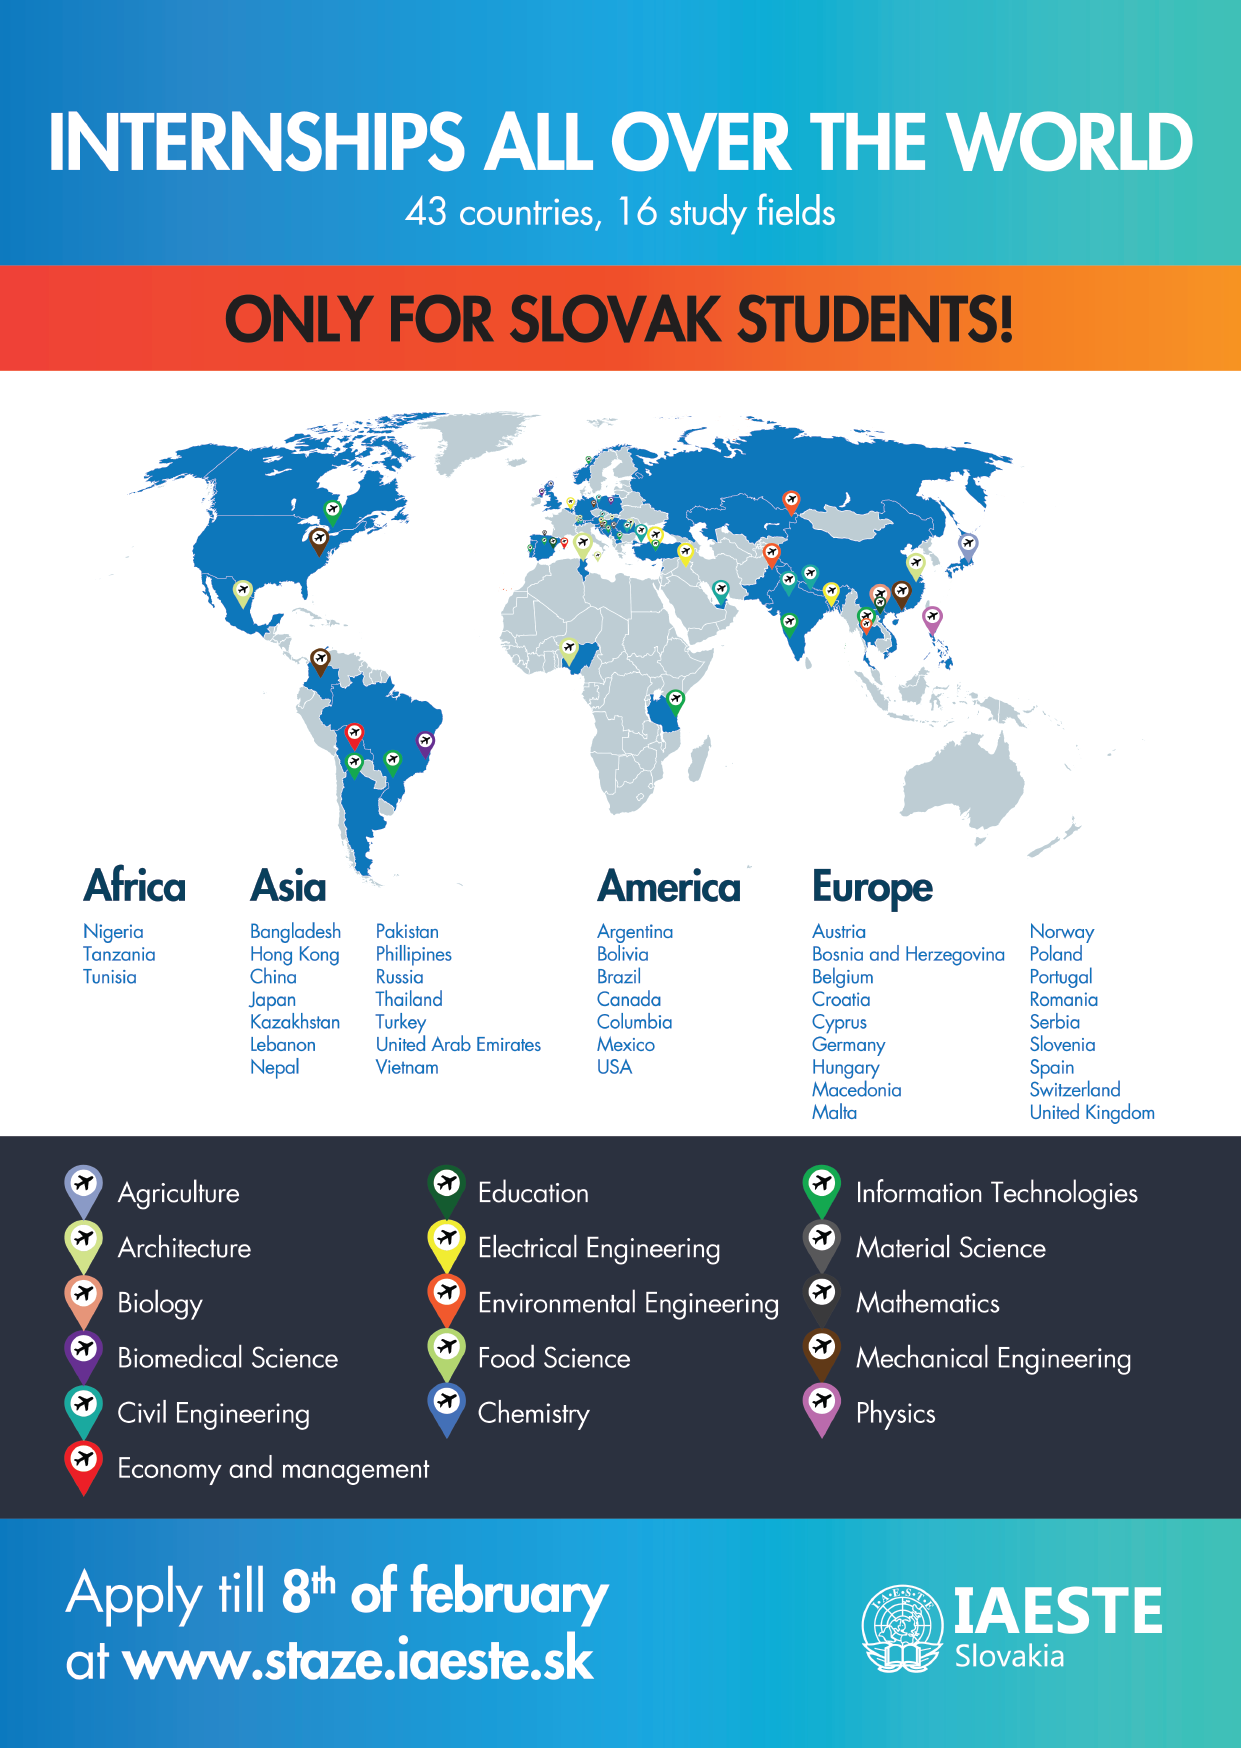 INTERNSHIPS ALL OVER THE WORLD
43 countries, 16 study fields
ONLY FOR SLOVAK STUDENTS!
Africa
Nigeria
Tanzania
Tunisia
Asia
Bangladesh
Hong Kong
China
Japan
Kazakhstan
Lebanon
Nepal
Pakistan
Phillipines
Russia
Thailand
Turkey
United Arab Emirates
Vietnam
America
Argentina
Bolivia
Brazil
Canada
Columbia
Mexico
USA
Europe
Austria
Bosnia and Herzegovina
Belgium
Croatia
Cyprus
Germany
Hungary
Macedonia
Malta
Norway
Poland
Portugal
Romania
Serbia
Slovenia
Spain
Switzerland
United Kingdom
Agriculture
Architecture
Biology
Biomedical Science
Civil Engineering
Economy and management
Education
Electrical Engineering
Environmental Engineering
Food Science
Chemistry
Information Technologies
Material Science
Mathematics
Mechanical Engineering
Physics
Apply till 8th of february
at www.staze.iaeste.sk
I·A·E·S·T·E
IAESTE
Slovakia